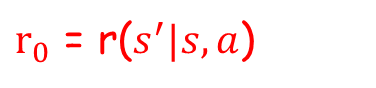 r₀ = r(s′|s, a)